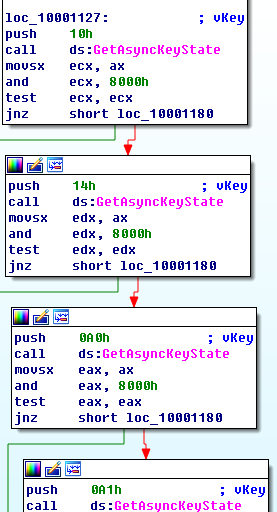 loc_10001127: ; vKey
push 10h
call ds:GetAsyncKeyState
movsx ecx, ax
and ecx, 8000h
test ecx, ecx
jnz short loc_10001180
push 14h ; vKey
call ds:GetAsyncKeyState
movsx edx, ax
and edx, 8000h
test edx, edx
jnz short loc_10001180
push 0A0h ; vKey
call ds:GetAsyncKeyState
movsx eax, ax
and eax, 8000h
test eax, eax
jnz short loc_10001180
push 0A1h ; vKey
call ds:GetAsyncKeyState